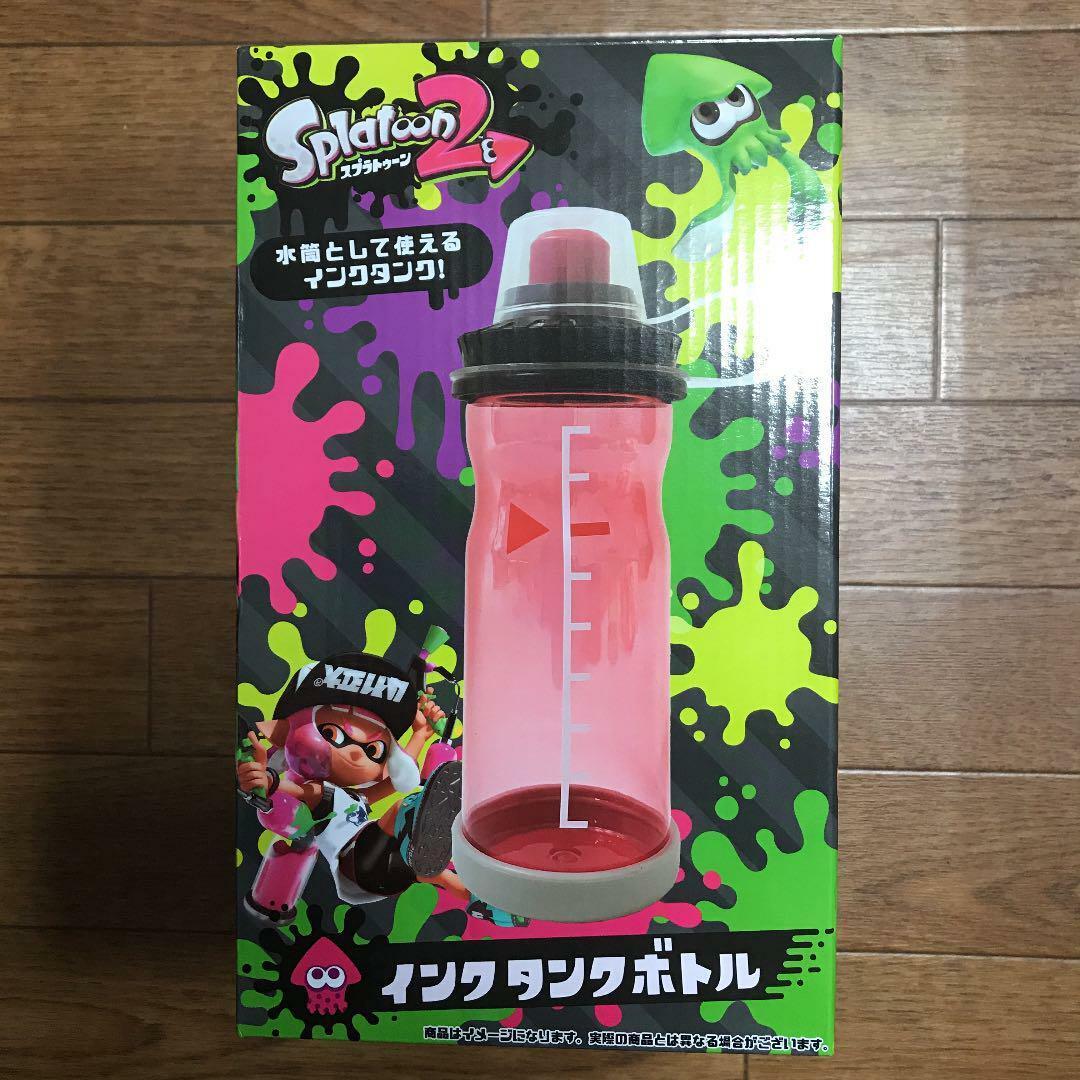 Splatoon2
スプラトゥーン
水筒として使える
インクタンク!
インクタンクボトル
商品はイメージになります。実際の商品とは異なる場合がございます。